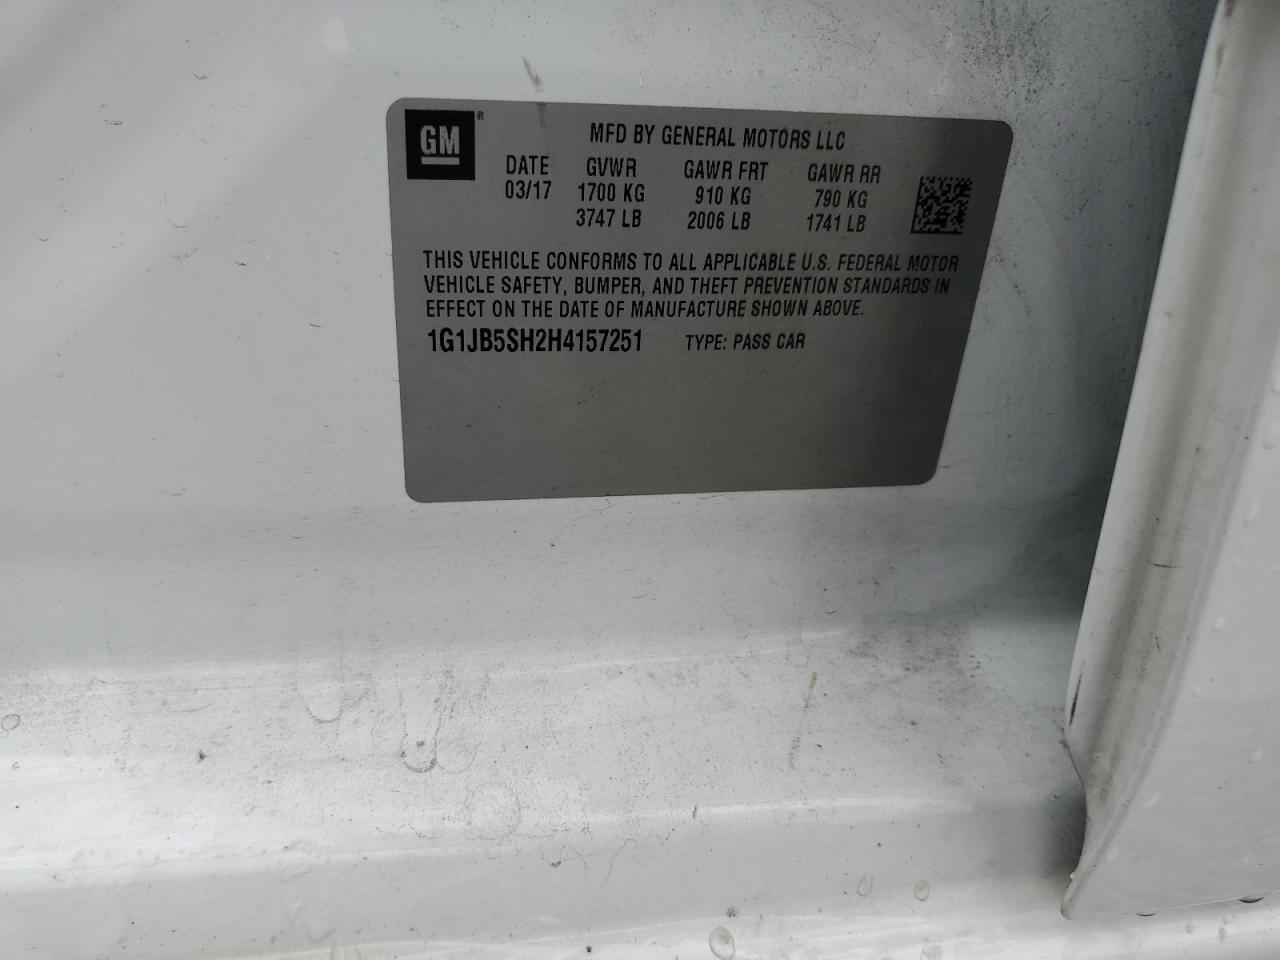 GM®
MFD BY GENERAL MOTORS LLC
DATE GVWR GAWR FRT GAWR RR
03/17 1700 KG 910 KG 790 KG
3747 LB 2006 LB 1741 LB
THIS VEHICLE CONFORMS TO ALL APPLICABLE U.S. FEDERAL MOTOR
VEHICLE SAFETY, BUMPER, AND THEFT PREVENTION STANDARDS IN
EFFECT ON THE DATE OF MANUFACTURE SHOWN ABOVE.
1G1JB5SH2H4157251 TYPE: PASS CAR